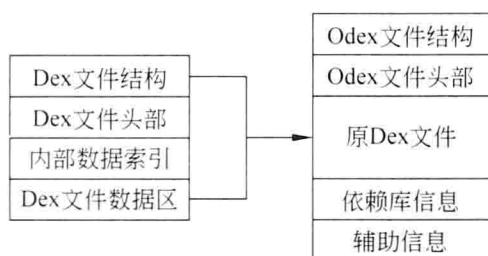 Dex文件结构
Dex文件头部
内部数据索引
Dex文件数据区
Odex文件结构
Odex文件头部
原Dex文件
依赖库信息
辅助信息